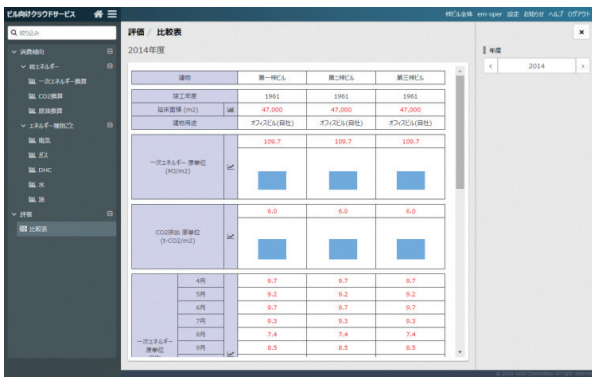 ビル向けクラウドサービス
株ビル全体 em-oper 設定 お知らせ ヘルプ ログアウト
絞り込み
消費傾向
総エネルギー
一次エネルギー換算
CO2換算
原油換算
エネルギー種別ごと
電気
ガス
DHC
水
油
評価
比較表
評価 / 比較表
2014年度
建物 第一棟ビル 第二棟ビル 第三棟ビル
竣工年度 1961 1961 1961
延床面積 (m2) 47,000 47,000 47,000
建物用途 オフィスビル(自社) オフィスビル(自社) オフィスビル(自社)
109.7 109.7 109.7
一次エネルギー 原単位
(MJ/m2)
6.0 6.0 6.0
CO2排出 原単位
(t-CO2/m2)
4月 9.7 9.7 9.7
5月 9.2 9.2 9.2
6月 9.7 9.7 9.7
7月 9.3 9.3 9.3
8月 7.4 7.4 7.4
9月 8.5 8.5 8.5
一次エネルギー
原単位
年度
2014